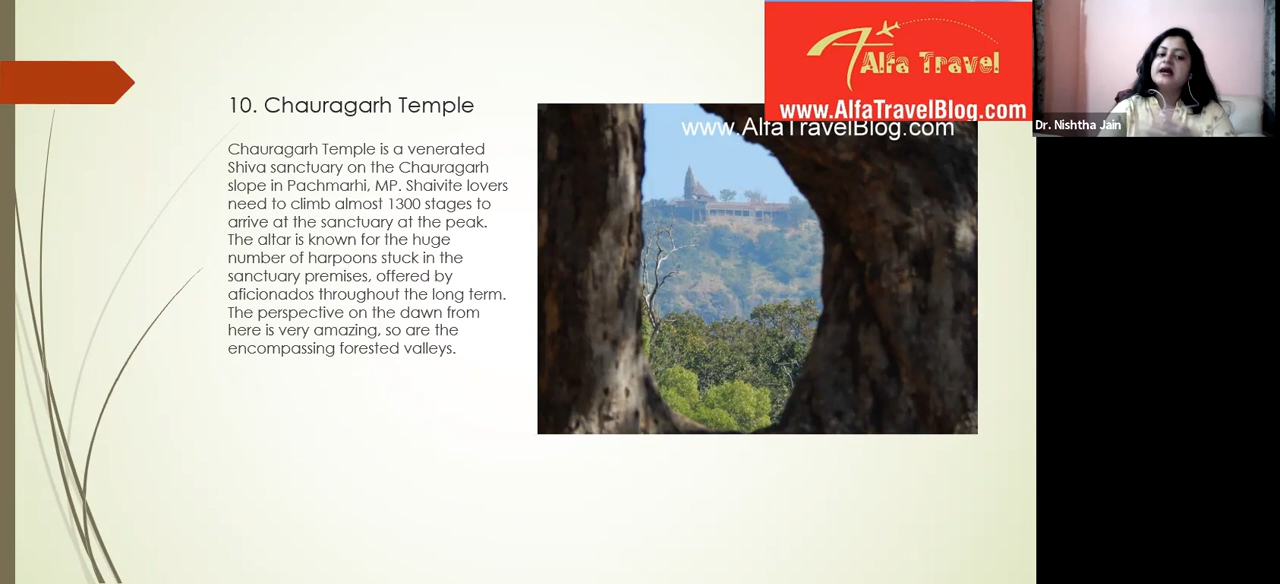 10. Chauragarh Temple
Chauragarh Temple is a venerated
Shiva sanctuary on the Chauragarh
slope in Pachmarhi, MP. Shaivite lovers
need to climb almost 1300 stages to
arrive at the sanctuary at the peak.
The altar is known for the huge
number of harpoons stuck in the
sanctuary premises, offered by
aficionados throughout the long term.
The perspective on the dawn from
here is very amazing, so are the
encompassing forested valleys.
www.AlfaTravelBlog.com
Alfa Travel
www.AlfaTravelBlog.com
Dr. Nishtha Jain